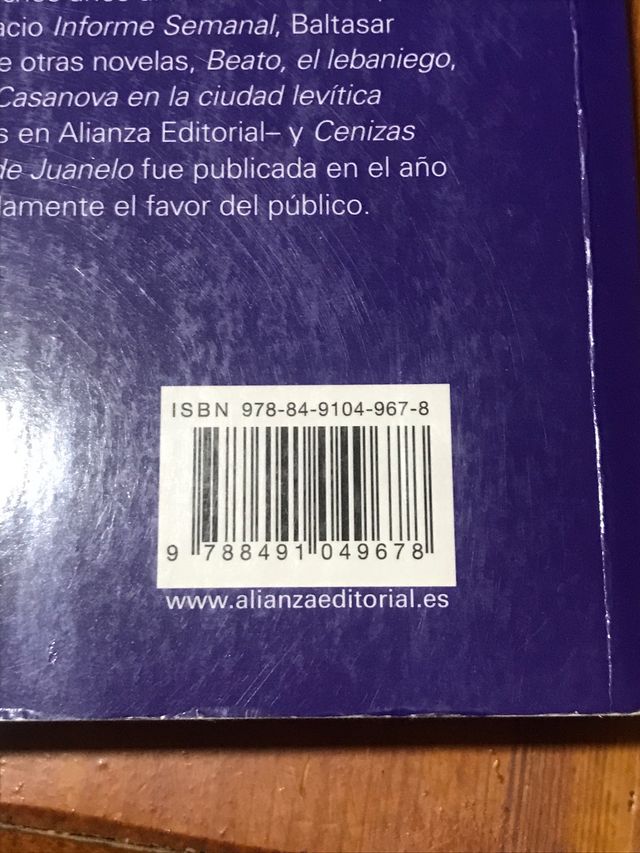 acio Informe Semanal, Baltasar
e otras novelas, Beato, el lebaniego,
Casanova en la ciudad levítica
s en Alianza Editorial– y Cenizas
de Juanelo fue publicada en el año
lamente el favor del público.
ISBN 978-84-9104-967-8
9 788491 049678
www.alianzaeditorial.es